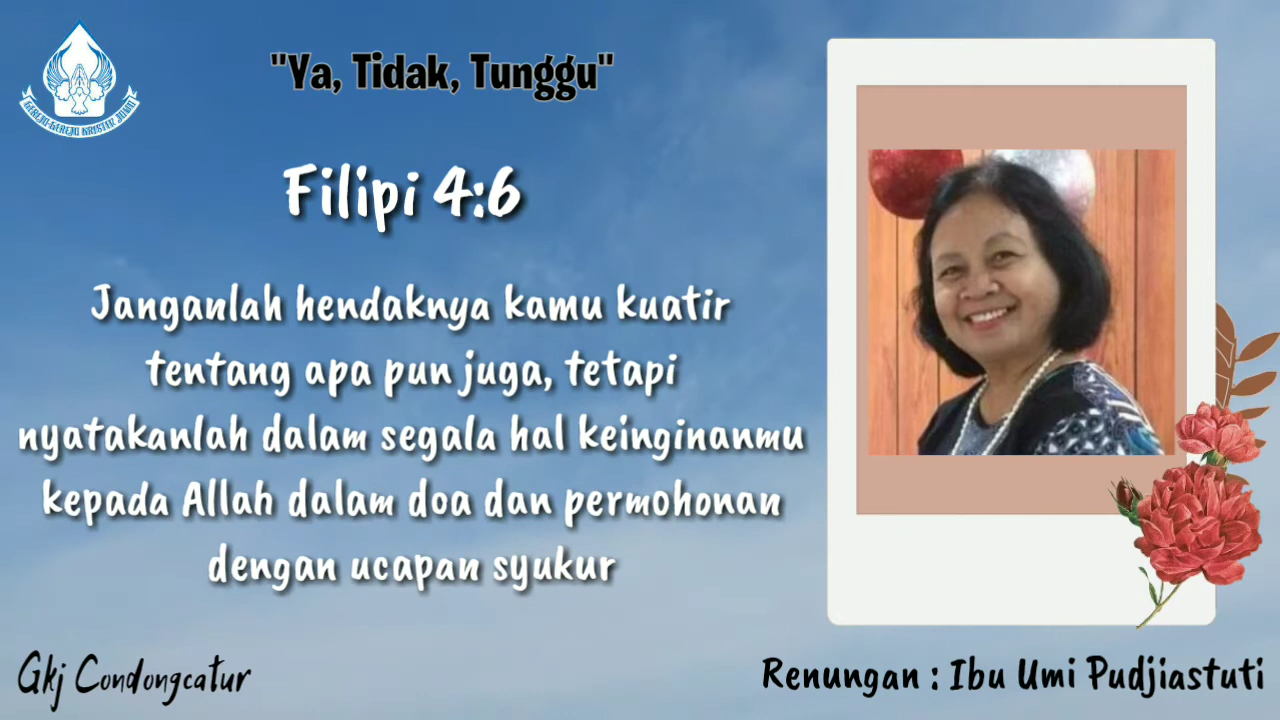 "Ya, Tidak, Tunggu"
Filipi 4:6
Janganlah hendaknya kamu kuatir
tentang apa pun juga, tetapi
nyatakanlah dalam segala hal keinginanmu
kepada Allah dalam doa dan permohonan
dengan ucapan syukur
Gkj Condongcatur
Renungan : Ibu Umi Pudjiastuti